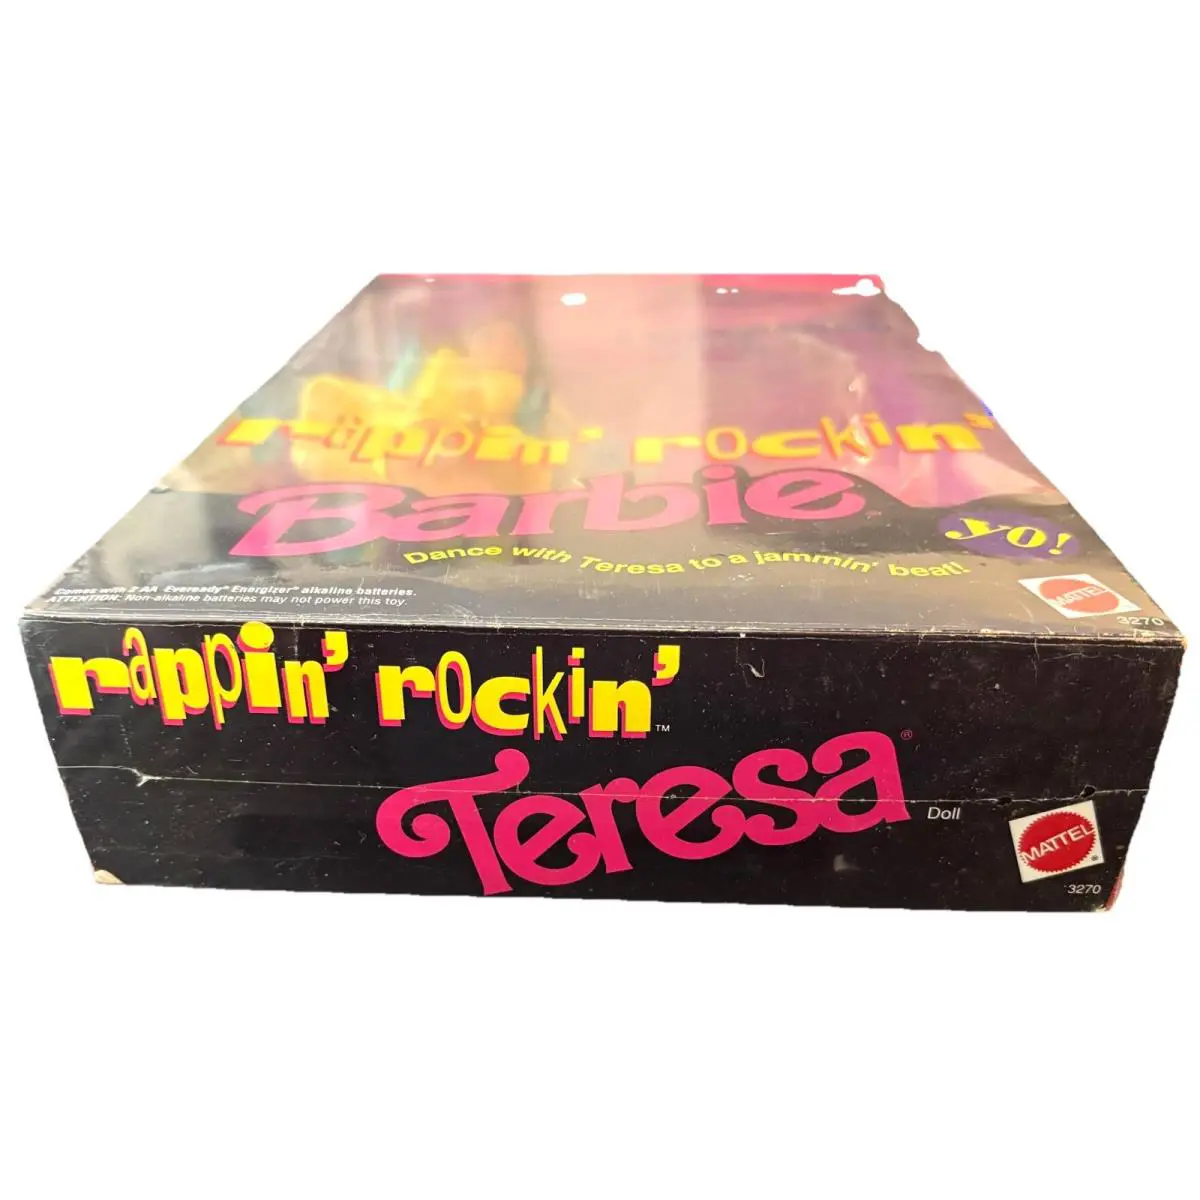 rappin' rockin'
Barbie
Dance with Teresa to a jammin' beat!
yo!
Comes with 2 AA Eveready® Energizer® alkaline batteries.
ATTENTION: Non-alkaline batteries may not power this toy.
MATTEL
3270
rappin' rockin'™
Teresa®
Doll
MATTEL®
3270